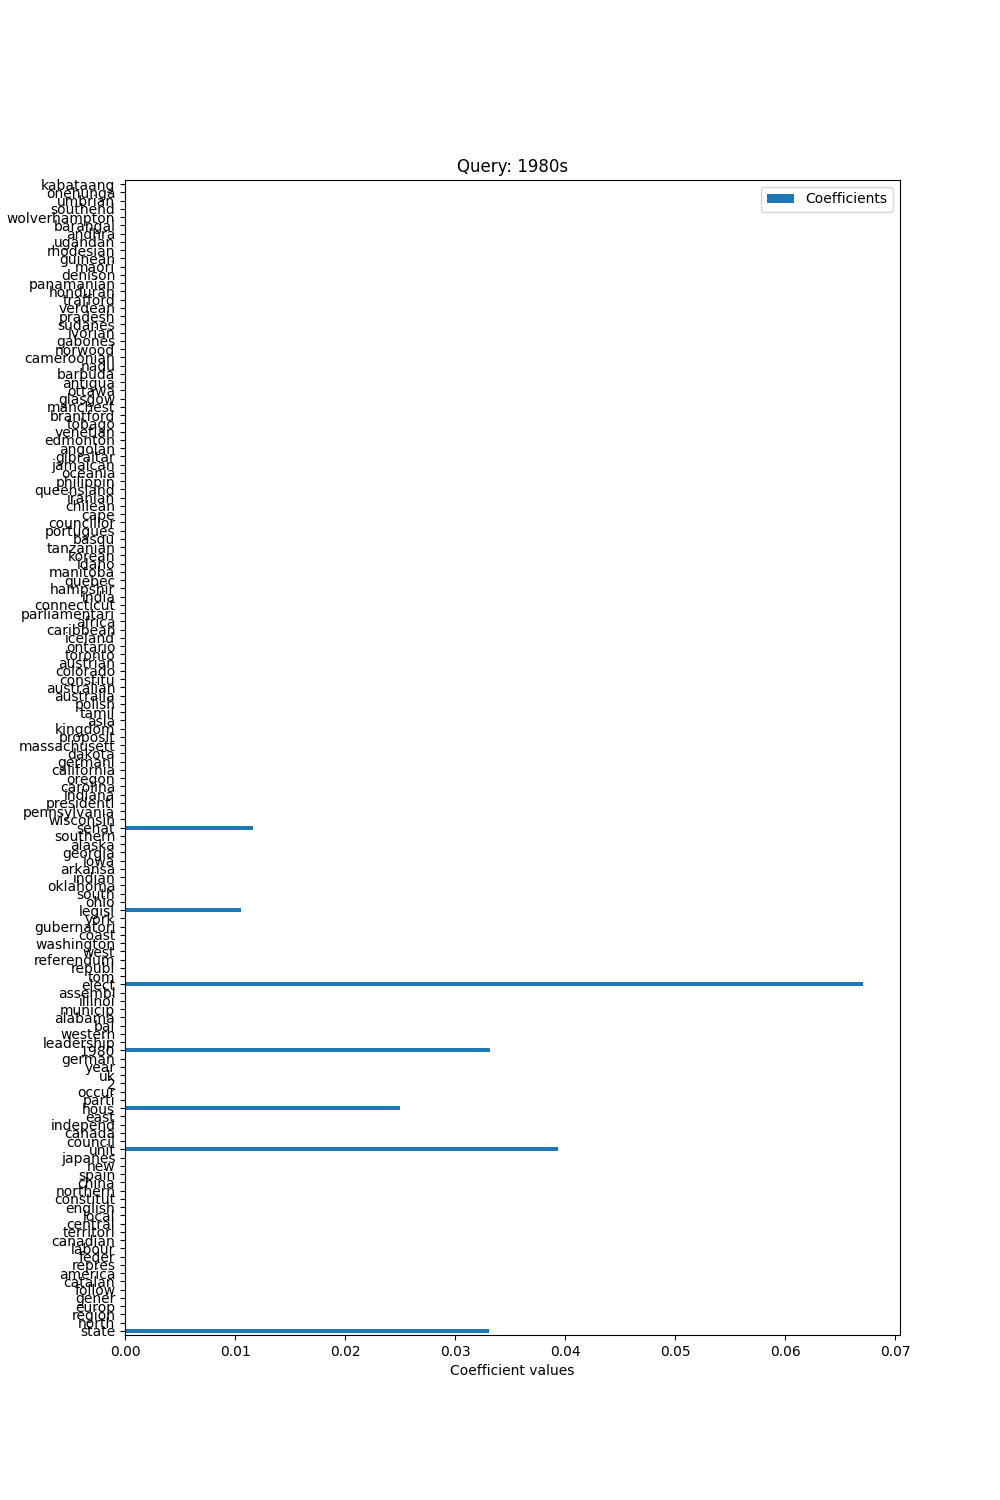 Query: 1980s
Coefficients
kabataang
onehunga
umbrian
southend
wolverhampton
barangai
andhra
ugandan
rhodesian
guinean
maori
denison
panamanian
honduran
trafford
verdean
pradesh
sudanes
ivorian
gabones
norwood
cameroonian
nadu
barbuda
antigua
ottawa
glasgow
manchest
brantford
tobago
venetian
edmonton
angolan
gibraltar
jamaican
oceania
philippin
queensland
iranian
chilean
cape
councillor
portugues
basqu
tanzanian
korean
idaho
manitoba
quebec
hampshir
india
connecticut
parliamentari
africa
caribbean
iceland
ontario
toronto
austrian
colorado
constitu
australian
australia
polish
tamil
asia
kingdom
proposit
massachusett
dakota
germani
california
oregon
carolina
indiana
presidenti
pennsylvania
wisconsin
senat
southern
alaska
georgia
iowa
arkansa
indian
oklahoma
south
ohio
legisl
york
gubernatori
coast
washington
west
referendum
republ
tom
elect
assembl
illinoi
municip
alabama
bai
western
leadership
1980
german
year
uk
2
occur
parti
hous
east
independ
canada
council
unit
japanes
new
spain
china
northern
constitut
english
local
central
territori
canadian
labour
feder
repres
america
catalan
follow
gener
europ
region
north
state
0.00 0.01 0.02 0.03 0.04 0.05 0.06 0.07
Coefficient values